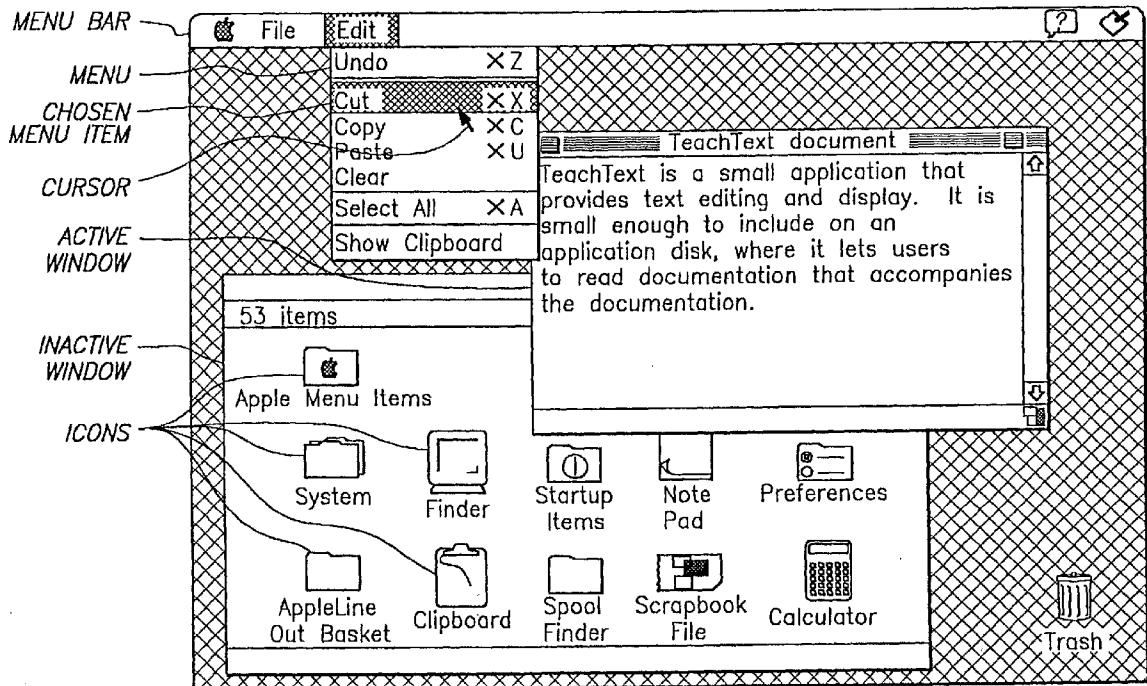 MENU BAR
File Edit
?
MENU
Undo X Z
CHOSEN
MENU ITEM
Cut X X
Copy X C
Paste X U
CURSOR
Clear
Select All X A
Show Clipboard
ACTIVE
WINDOW
TeachText document
TeachText is a small application that
provides text editing and display. It is
small enough to include on an
application disk, where it lets users
to read documentation that accompanies
the documentation.
INACTIVE
WINDOW
53 items
ICONS
Apple Menu Items
System
Finder
Startup
Items
Note
Pad
Preferences
AppleLine
Out Basket
Clipboard
Spool
Finder
Scrapbook
File
Calculator
Trash